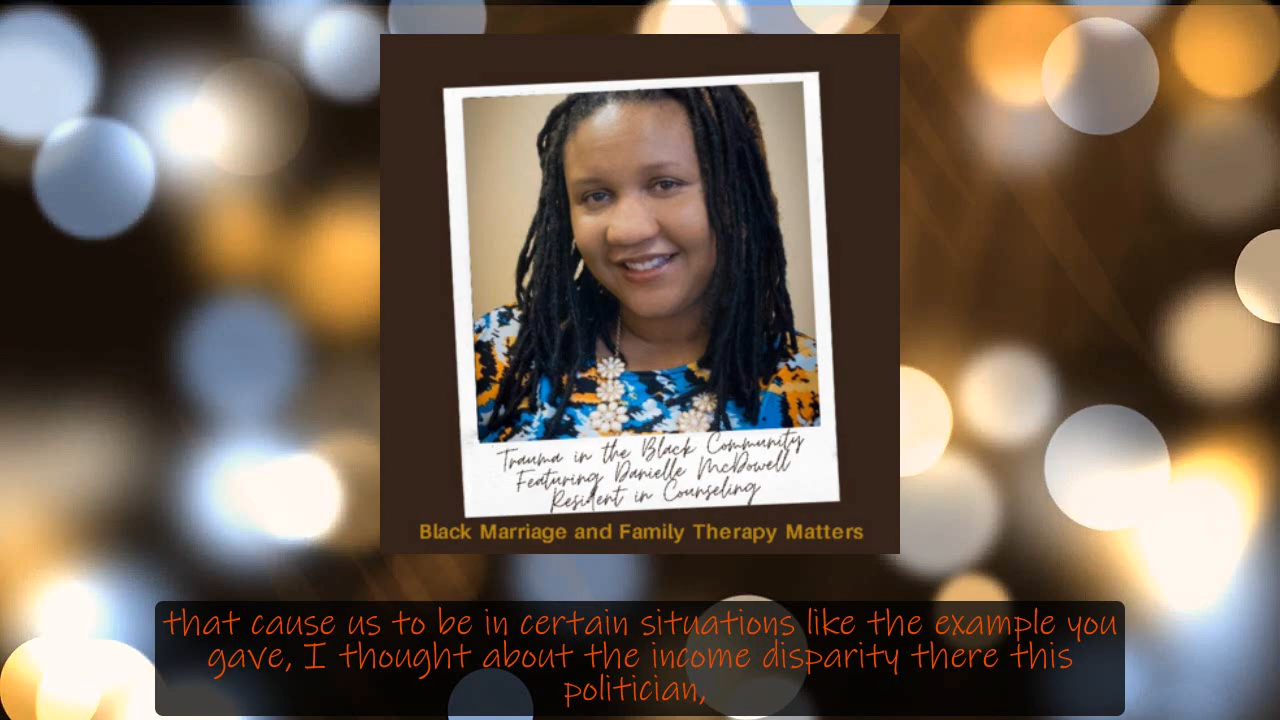 Trauma in the Black Community
Featuring Danielle McDowell
Resident in Counseling
Black Marriage and Family Therapy Matters
that cause us to be in certain situations like the example you
gave, I thought about the income disparity there this
politician,